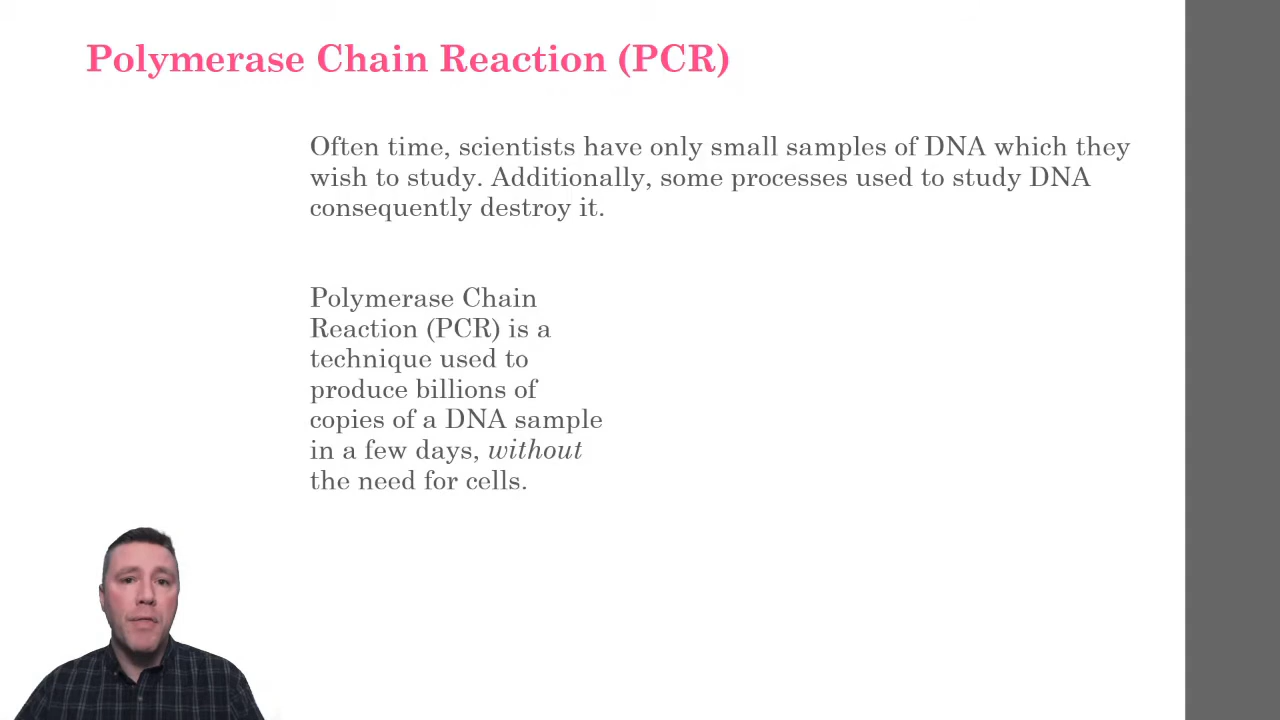 Polymerase Chain Reaction (PCR)
Often time, scientists have only small samples of DNA which they
wish to study. Additionally, some processes used to study DNA
consequently destroy it.
Polymerase Chain
Reaction (PCR) is a
technique used to
produce billions of
copies of a DNA sample
in a few days, without
the need for cells.